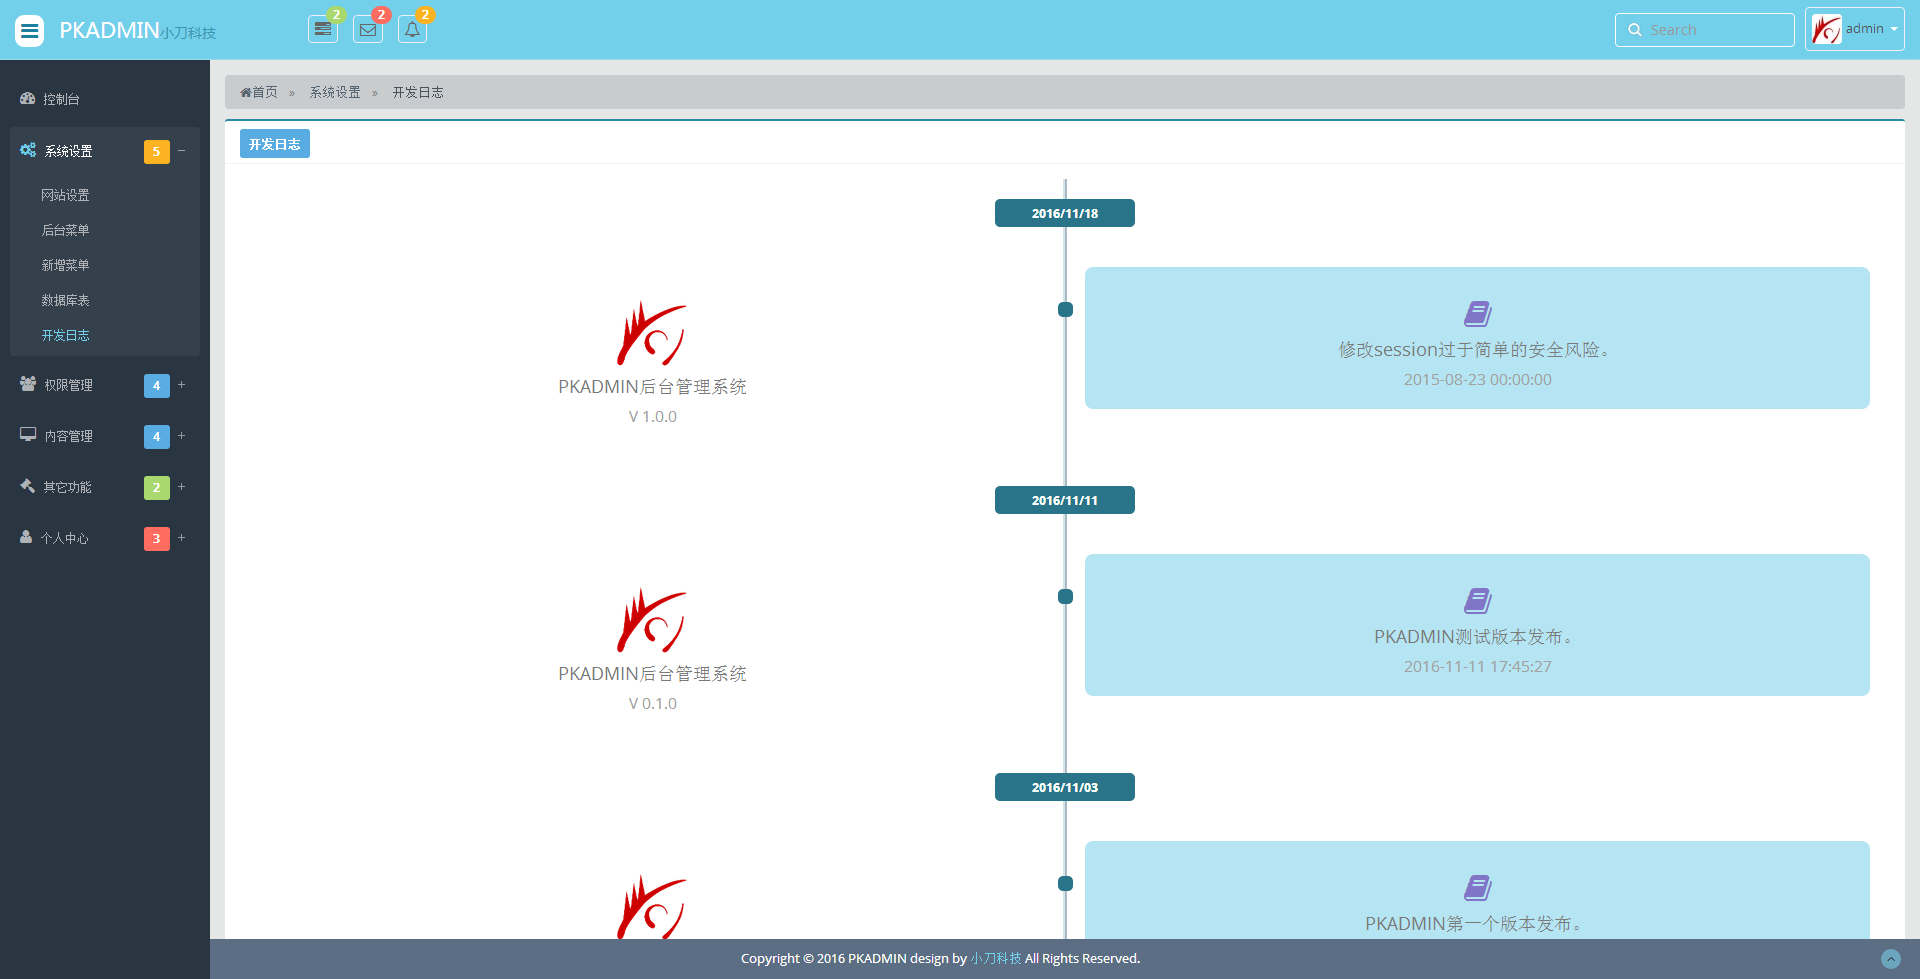 PKADMIN小刀科技
2
2
2
Search
admin
控制台
系统设置 5 −
网站设置
后台菜单
新增菜单
数据库表
开发日志
权限管理 4 +
内容管理 4 +
其它功能 2 +
个人中心 3 +
首页 » 系统设置 » 开发日志
开发日志
2016/11/18
PKADMIN后台管理系统
V 1.0.0
修改session过于简单的安全风险。
2015-08-23 00:00:00
2016/11/11
PKADMIN后台管理系统
V 0.1.0
PKADMIN测试版本发布。
2016-11-11 17:45:27
2016/11/03
PKADMIN第一个版本发布。
Copyright © 2016 PKADMIN design by 小刀科技 All Rights Reserved.